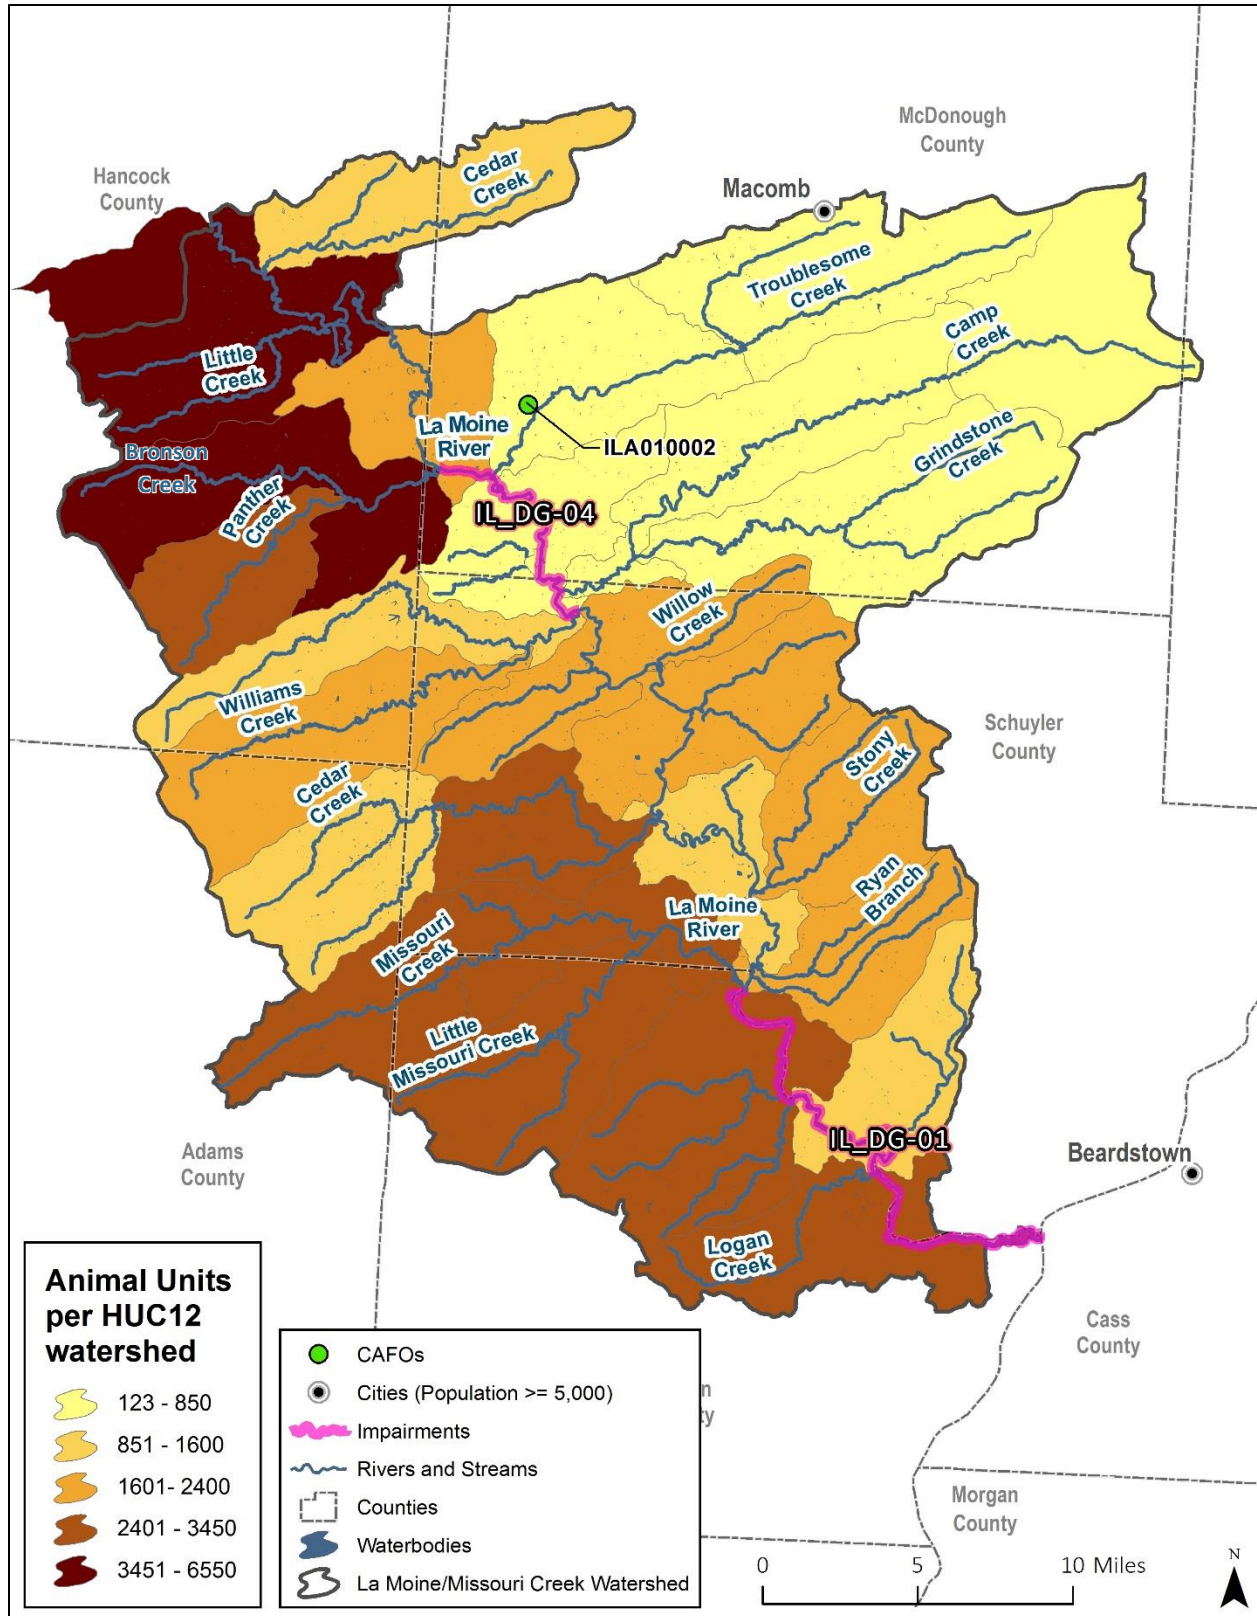 McDonough
County
Hancock
County
Cedar
Creek
Macomb
Troublesome
Creek
Camp
Creek
Little
Creek
La Moine
River
ILA010002
Grindstone
Creek
Bronson
Creek
Panther
Creek
IL_DG-04
Willow
Creek
Williams
Creek
Schuyler
County
Stony
Creek
Cedar
Creek
Ryan
Branch
La Moine
River
Missouri
Creek
Little
Missouri Creek
IL_DG-01
Adams
County
Beardstown
Logan
Creek
Cass
County
Morgan
County
n
ty
Animal Units
per HUC12
watershed
123 - 850
851 - 1600
1601- 2400
2401 - 3450
3451 - 6550
CAFOs
Cities (Population >= 5,000)
Impairments
Rivers and Streams
Counties
Waterbodies
La Moine/Missouri Creek Watershed
0 5 10 Miles
N